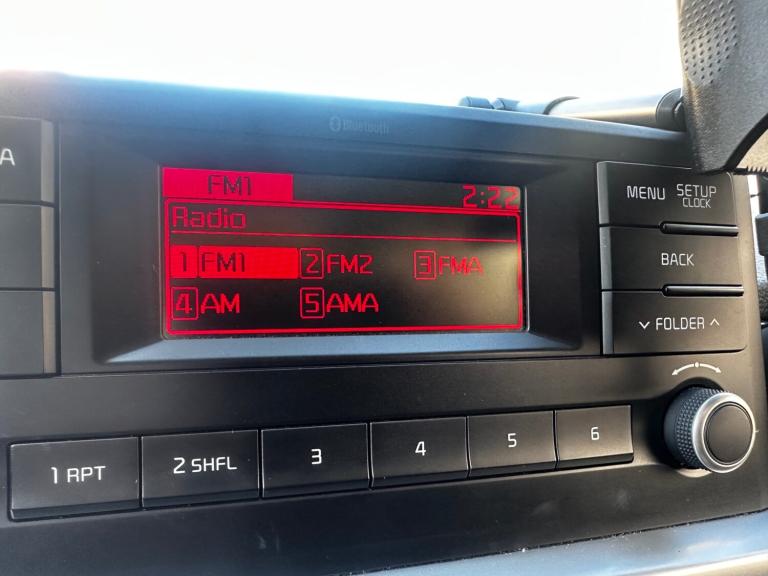 Bluetooth
A
FM1 2:22
Radio
1 FM1 2 FM2 3 FMA
4 AM 5 AMA
MENU SETUP
CLOCK
BACK
FOLDER
1 RPT 2 SHFL 3 4 5 6